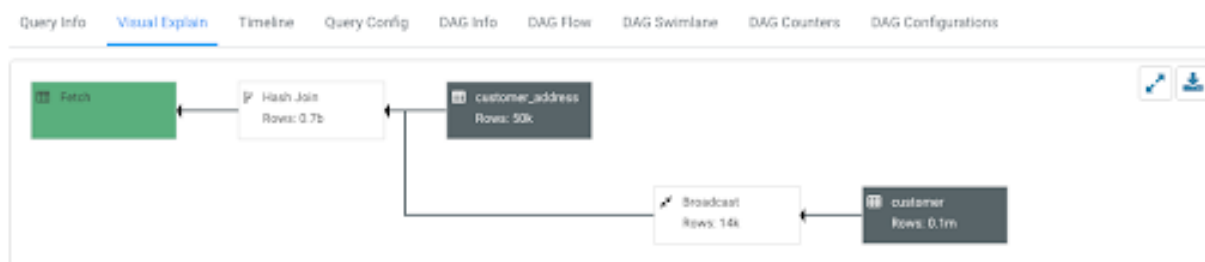 Query Info Visual Explain Timeline Query Config DAG Info DAG Flow DAG Swimlane DAG Counters DAG Configurations
Fetch
Hash Join
Rows: 0.7b
customer_address
Rows: 50k
Broadcast
Rows: 14k
customer
Rows: 0.1m